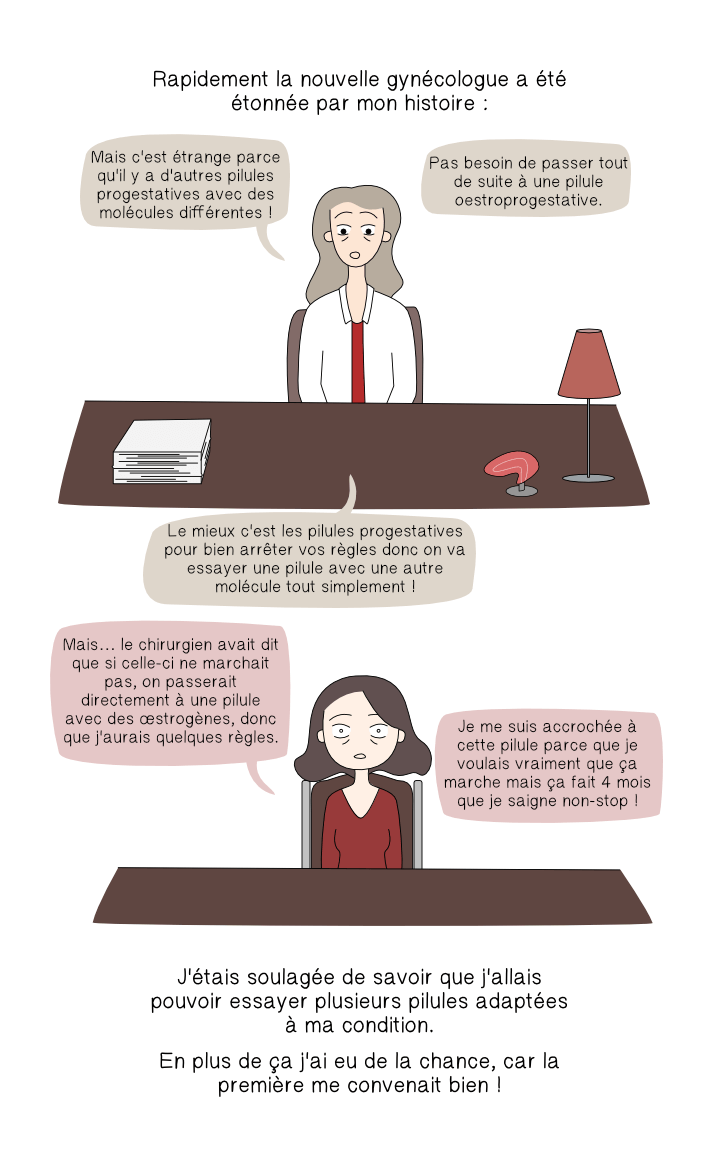 Rapidement la nouvelle gynécologue a été
étonnée par mon histoire :
Mais c'est étrange parce
qu'il y a d'autres pilules
progestatives avec des
molécules différentes !
Pas besoin de passer tout
de suite à une pilule
oestroprogestative.
Le mieux c'est les pilules progestatives
pour bien arrêter vos règles donc on va
essayer une pilule avec une autre
molécule tout simplement !
Mais... le chirurgien avait dit
que si celle-ci ne marchait
pas, on passerait
directement à une pilule
avec des œstrogènes, donc
que j'aurais quelques règles.
Je me suis accrochée à
cette pilule parce que je
voulais vraiment que ça
marche mais ça fait 4 mois
que je saigne non-stop !
J'étais soulagée de savoir que j'allais
pouvoir essayer plusieurs pilules adaptées
à ma condition.
En plus de ça j'ai eu de la chance, car la
première me convenait bien !